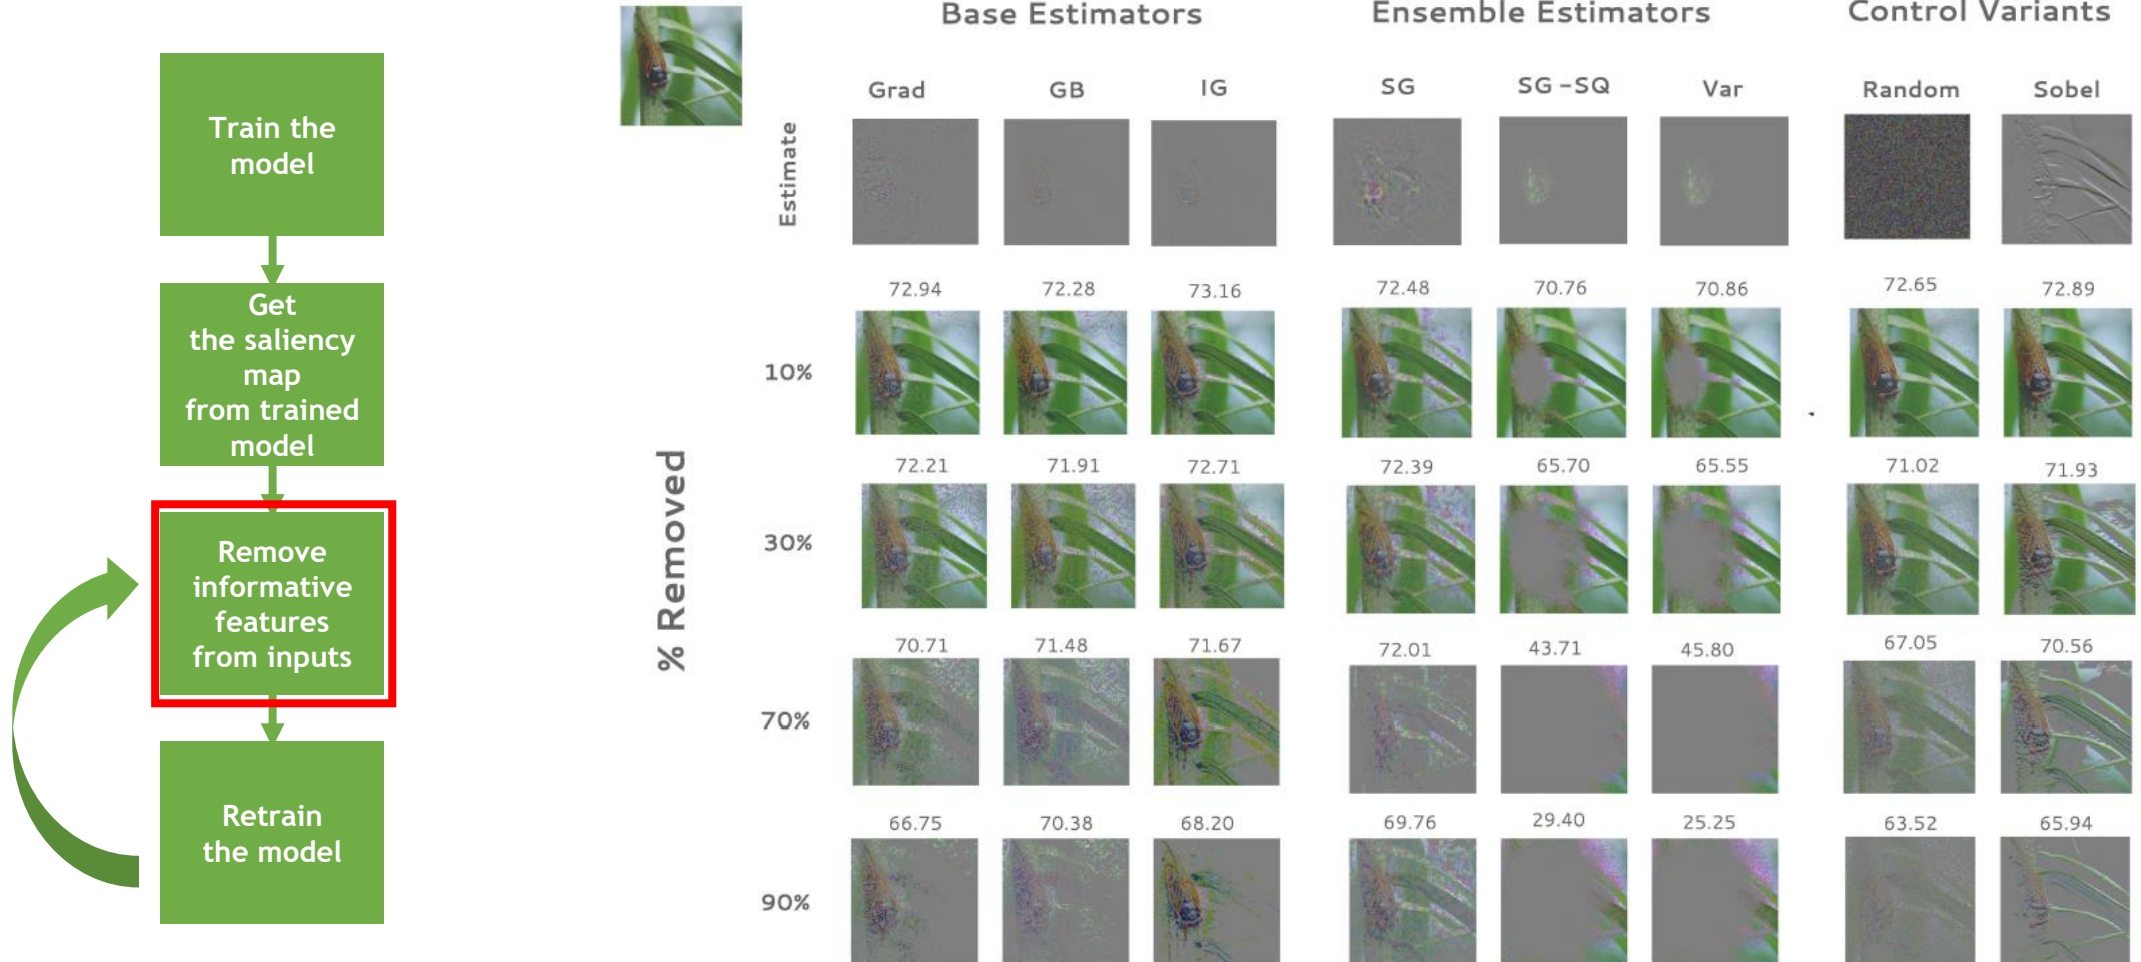 Train the
model
Get
the saliency
map
from trained
model
Remove
informative
features
from inputs
Retrain
the model
Base Estimators
Ensemble Estimators
Control Variants
Grad
GB
IG
SG
SG -SQ
Var
Random
Sobel
Estimate
72.94
72.28
73.16
72.48
70.76
70.86
72.65
72.89
10%
72.21
71.91
72.71
72.39
65.70
65.55
71.02
71.93
% Removed
30%
70.71
71.48
71.67
72.01
43.71
45.80
67.05
70.56
70%
66.75
70.38
68.20
69.76
29.40
25.25
63.52
65.94
90%